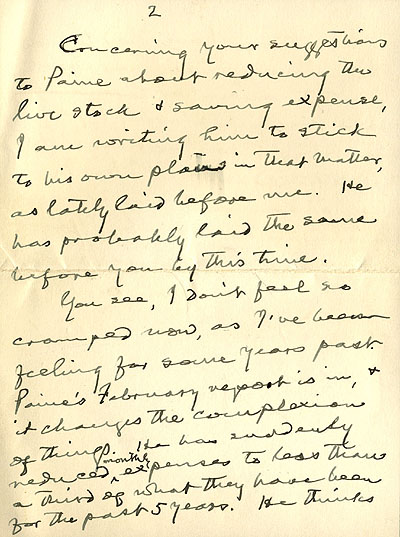 2
Concerning your suggestions
to Paine about reducing the
live stock & saving expense,
I am writing him to stick
to his own plans in that matter,
as lately laid before me. He
has probably laid the same
before you by this time.
You see, I don't feel so
cramped now, as I've been
feeling for some years past.
Paine's February report is in, &
it changes the complexion
of things. He has suddenly
reduced monthly expenses to less than
a third of what they have been
for the past 5 years. He thinks